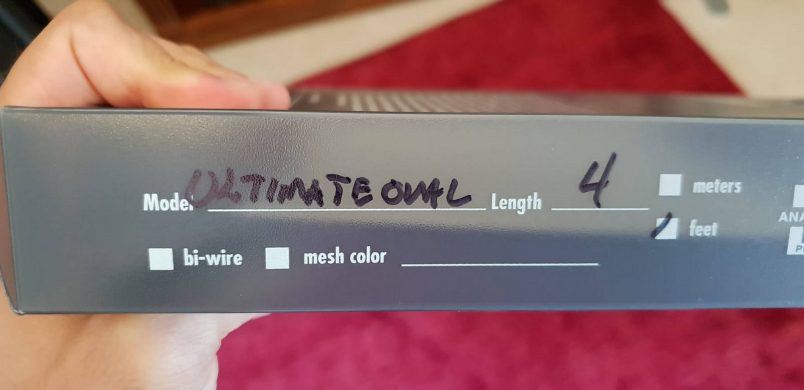 Model ULTIMATE OVAL Length 4 meters
feet
bi-wire mesh color